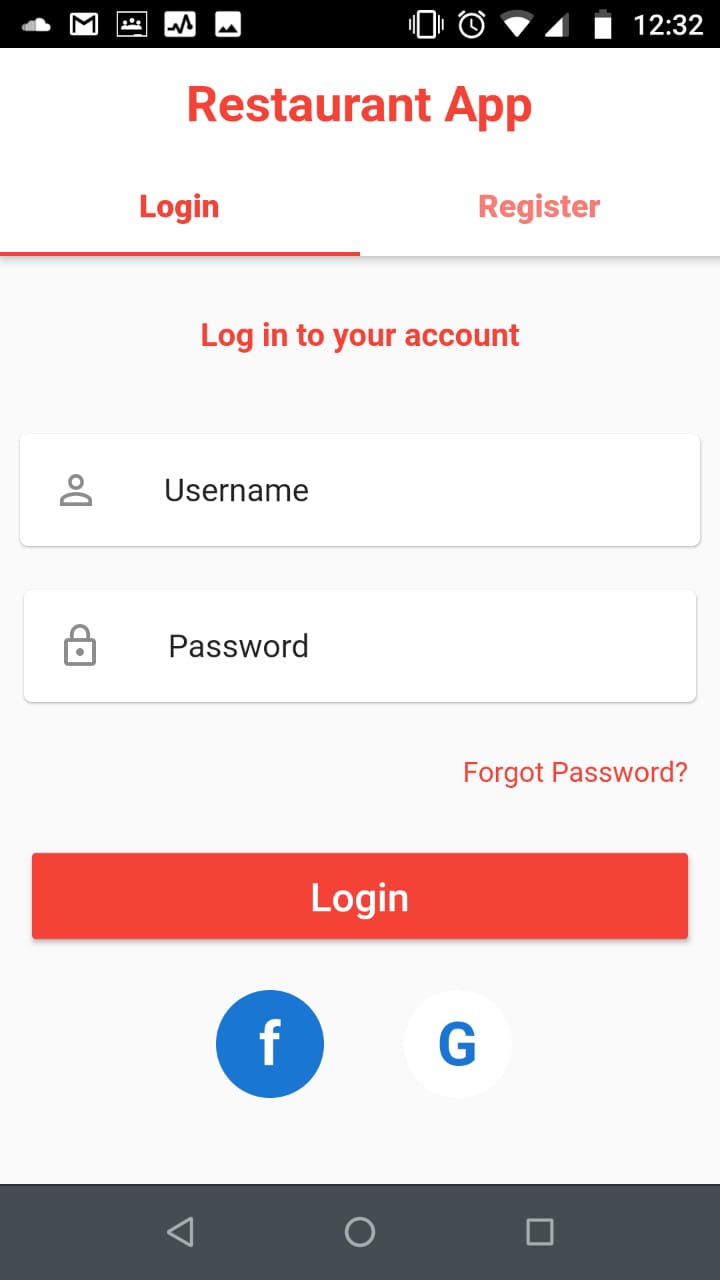 12:32
Restaurant App
Login
Register
Log in to your account
Username
Password
Forgot Password?
Login
f
G